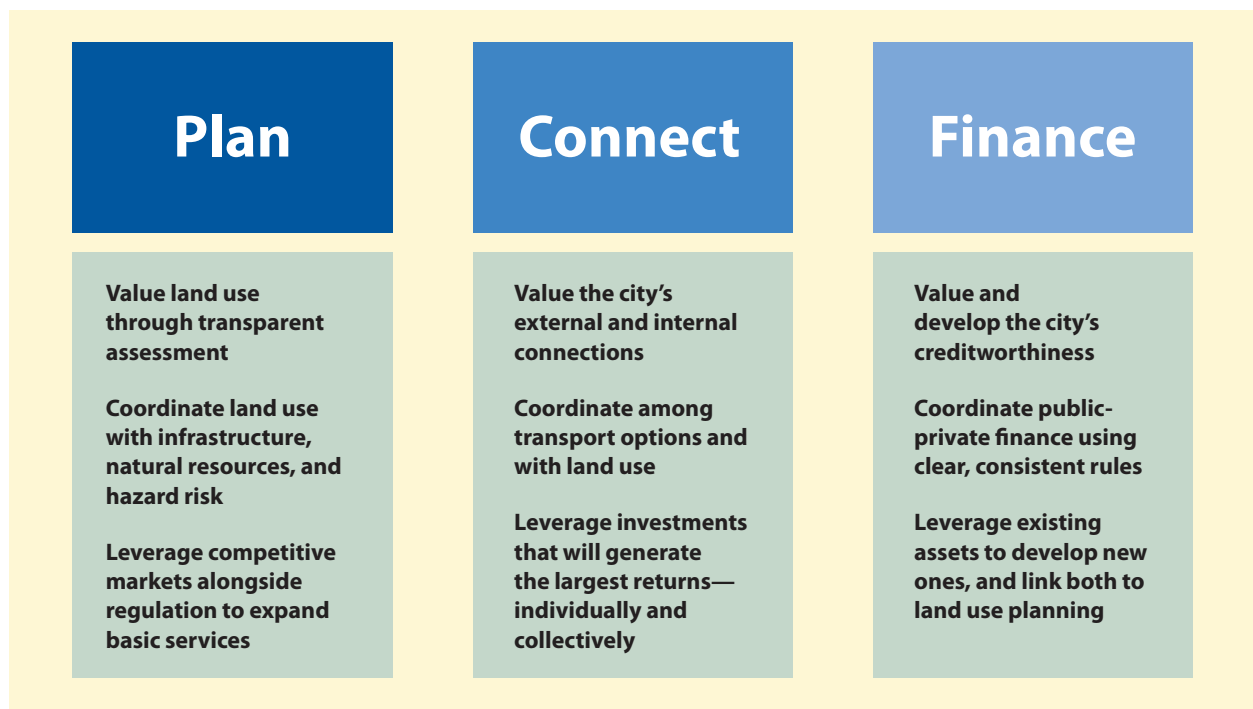 Plan
Value land use
through transparent
assessment
Coordinate land use
with infrastructure,
natural resources, and
hazard risk
Leverage competitive
markets alongside
regulation to expand
basic services
Connect
Value the city’s
external and internal
connections
Coordinate among
transport options and
with land use
Leverage investments
that will generate
the largest returns—
individually and
collectively
Finance
Value and
develop the city’s
creditworthiness
Coordinate public-
private finance using
clear, consistent rules
Leverage existing
assets to develop new
ones, and link both to
land use planning